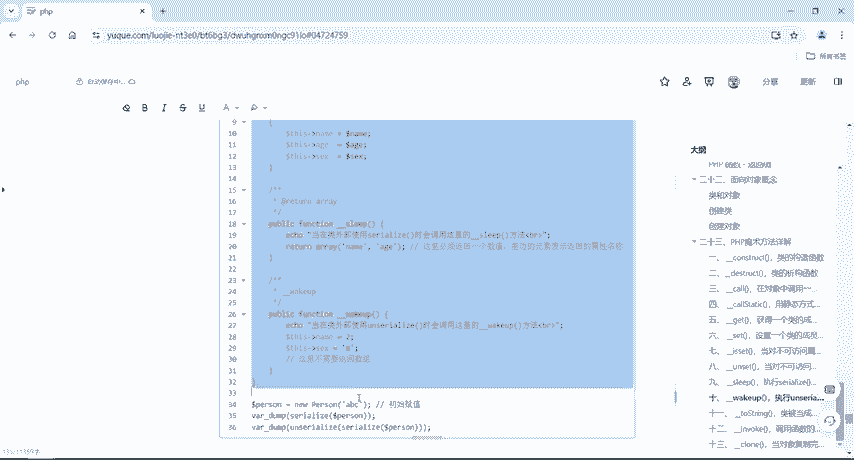 php
yuque.com/luojie-nt3e0/bt6bg3/dwuhgrom0ngc91lo#04724759
所有书签
php
自动保存中...
分享
更新
B I S U A
9 {
10 $this->name = $name;
11 $this->age = $age;
12 $this->sex = $sex;
13 }
14
15 /**
16 * @return array
17 */
18 public function __sleep() {
19 echo "当在类外部使用serialize()时会调用这里的__sleep()方法<br>";
20 return array('name', 'age'); // 这里必须返回一个数组，里边的元素表示返回的属性名称
21 }
22
23 /**
24 * __wakeup
25 */
26 public function __wakeup() {
27 echo "当在类外部使用unserialize()时会调用这里的__wakeup()方法<br>";
28 $this->name = 2;
29 $this->sex = '男';
30 // 这里不需要返回数组
31 }
32 }
33
34 $person = new Person('abc'); // 初始赋值
35 var_dump(serialize($person));
36 var_dump(unserialize(serialize($person)));
大纲
PHP 函数 - 返回值
二十二、面向对象概念
类和对象
创建类
创建对象
二十三、PHP魔术方法详解
一、 __construct()，类的构造函数
二、 __destruct()，类的析构函数
三、 __call()，在对象中调用一...
四、 __callStatic()，用静态方式...
五、 __get()，获得一个类的成...
六、 __set()，设置一个类的成员...
七、 __isset()，当对不可访问属...
八、 __unset()，当对不可访问...
九、 __sleep()，执行serialize()...
十、 __wakeup()，执行unseria...
十一、 __toString()，类被当成...
十二、 __invoke()，调用函数的...
十三、 __clone()，当对象复制完...